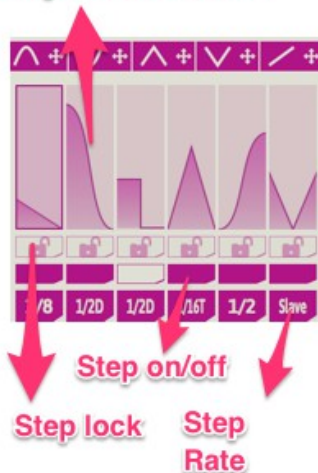 1/2D 1/2D 1/2 Slave
Step on/off
Step lock
Step
Rate